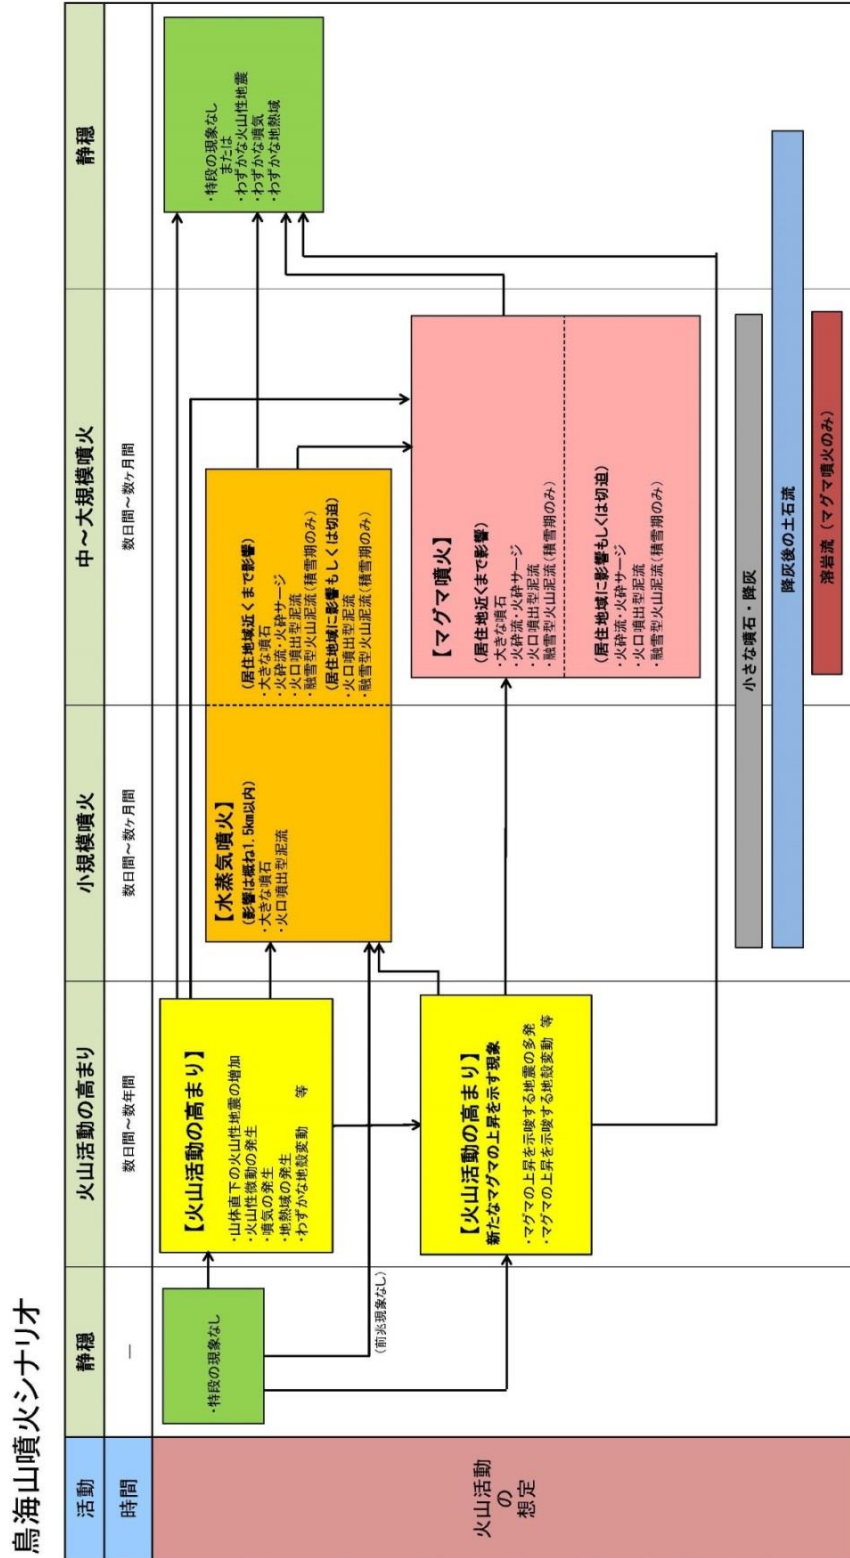 鳥海山噴火シナリオ
活動
静穏
火山活動の高まり
小規模噴火
中～大規模噴火
静穏
時間
―
数日間～数年間
数日間～数ヶ月間
数日間～数ヶ月間
火山活動
の
想定
・特段の現象なし
(前兆現象なし)
【火山活動の高まり】
・山体直下の火山性地震の増加
・火山性微動の発生
・噴気の発生
・地熱域の発生
・わずかな地殻変動　等
【火山活動の高まり】
新たなマグマの上昇を示す現象
・マグマの上昇を示唆する地震の多発
・マグマの上昇を示唆する地殻変動 等
【水蒸気噴火】
(影響は概ね1.5km以内)
・大きな噴石
・火口噴出型泥流
(居住地域近くまで影響)
・大きな噴石
・火砕流・火砕サージ
・火口噴出型泥流
・融雪型火山泥流(積雪期のみ)
(居住地域に影響もしくは切迫)
・火口噴出型泥流
・融雪型火山泥流(積雪期のみ)
【マグマ噴火】
(居住地近くまで影響)
・大きな噴石
・火砕流・火砕サージ
・火口噴出型泥流
・融雪型火山泥流(積雪期のみ)
(居住地域に影響もしくは切迫)
・火砕流・火砕サージ
・火口噴出型泥流
・融雪型火山泥流(積雪期のみ)
・特段の現象なし
または
・わずかな火山性地震
・わずかな噴気
・わずかな地熱域
小さな噴石・降灰
降灰後の土石流
溶岩流（マグマ噴火のみ）